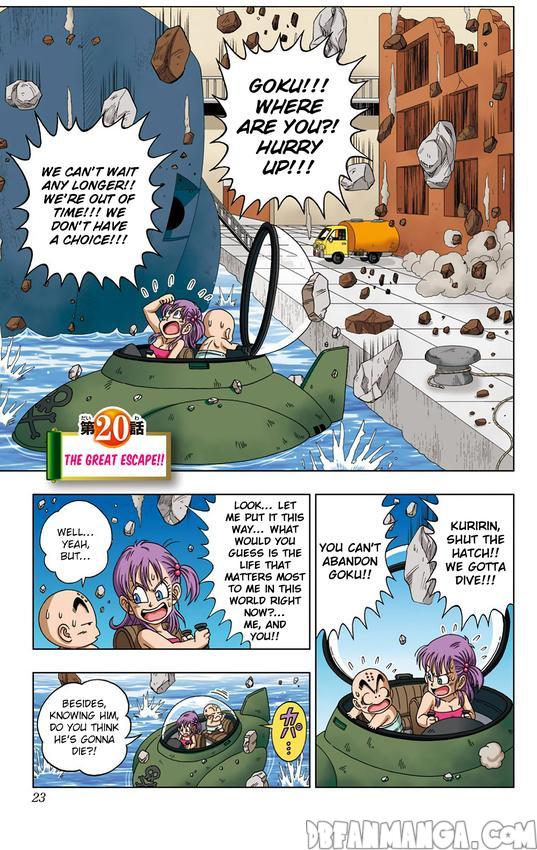 GOKU!!!
WHERE
ARE YOU?!
HURRY
UP!!!
WE CAN'T WAIT
ANY LONGER!!
WE'RE OUT OF
TIME!!! WE
DON'T HAVE
A CHOICE!!!
第20話
だい わ
THE GREAT ESCAPE!!
KURIRIN,
SHUT THE
HATCH!!
WE GOTTA
DIVE!!!
YOU CAN'T
ABANDON
GOKU!!
LOOK... LET
ME PUT IT THIS
WAY... WHAT
WOULD YOU
GUESS IS THE
LIFE THAT
MATTERS MOST
TO ME IN THIS
WORLD RIGHT
NOW?...
ME, AND
YOU!!
WELL...
YEAH,
BUT...
BESIDES,
KNOWING HIM,
DO YOU THINK
HE'S GONNA
DIE?!
カパ...
23
DBFANMANGA.COM